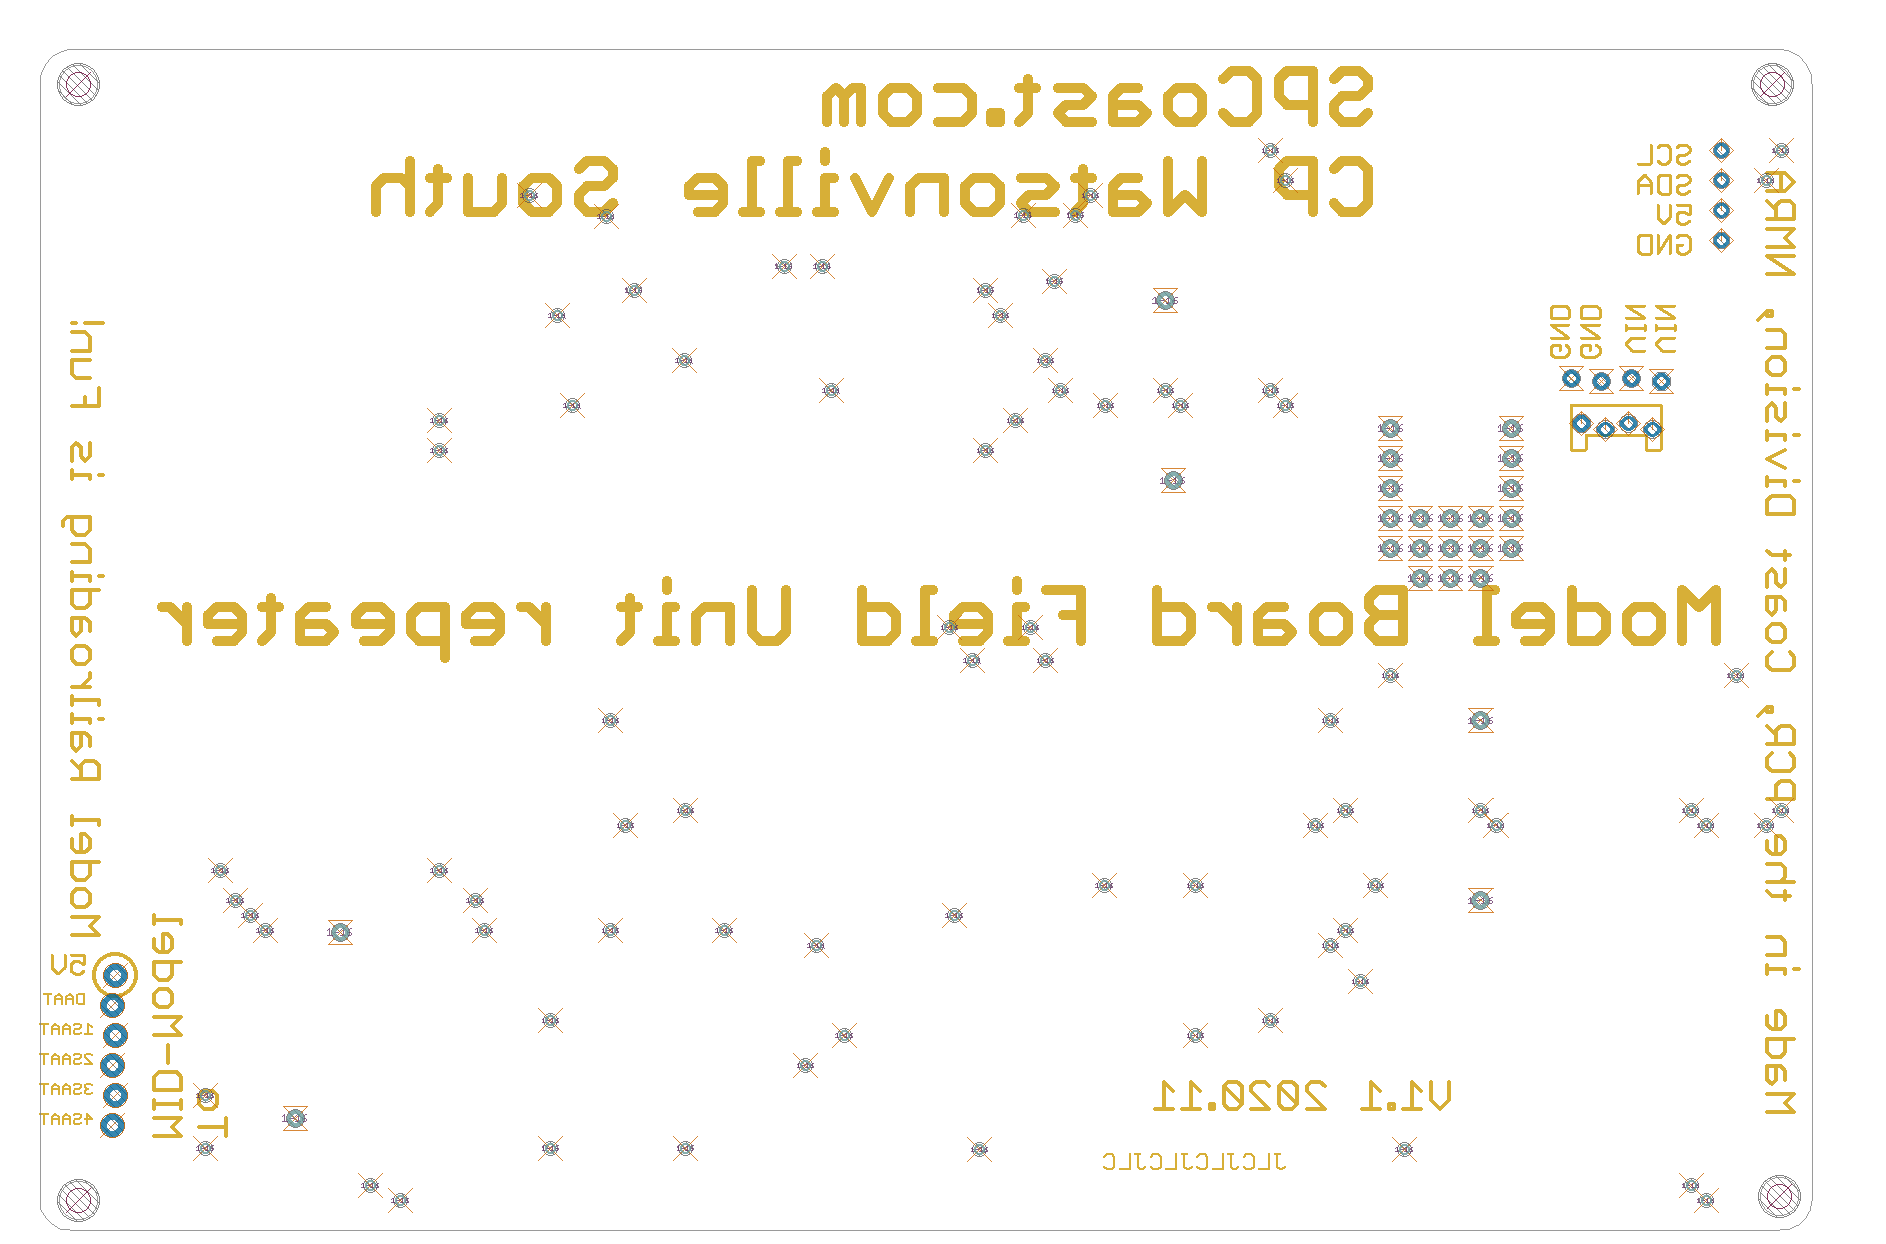 SPCoast.com
CP Watsonville South
SCL
SDA
5V
GND
GND
GND
VIN
VIN
Model Board Field Unit repeater
Model Railroading is Fun!
Made in the PCR, Coast Division, NMRA
5V
DAAT
1SAAT
2SAAT
3SAAT
4SAAT
To
MID-Model
V1.1 2020.11
JLCJLCJLCJLC